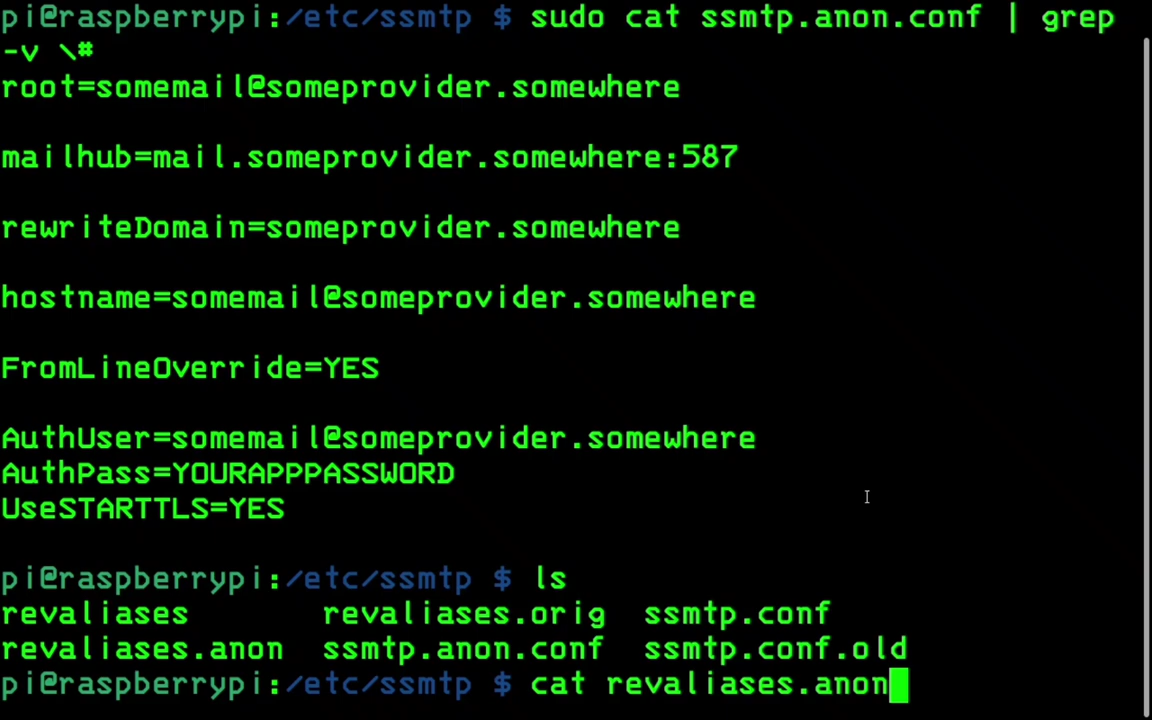 pi@raspberrypi:/etc/ssmtp $ sudo cat ssmtp.anon.conf | grep
-v \#
root=somemail@someprovider.somewhere
mailhub=mail.someprovider.somewhere:587
rewriteDomain=someprovider.somewhere
hostname=somemail@someprovider.somewhere
FromLineOverride=YES
AuthUser=somemail@someprovider.somewhere
AuthPass=YOURAPPPASSWORD
UseSTARTTLS=YES
pi@raspberrypi:/etc/ssmtp $ ls
revaliases       revaliases.orig  ssmtp.conf
revaliases.anon  ssmtp.anon.conf  ssmtp.conf.old
pi@raspberrypi:/etc/ssmtp $ cat revaliases.anon